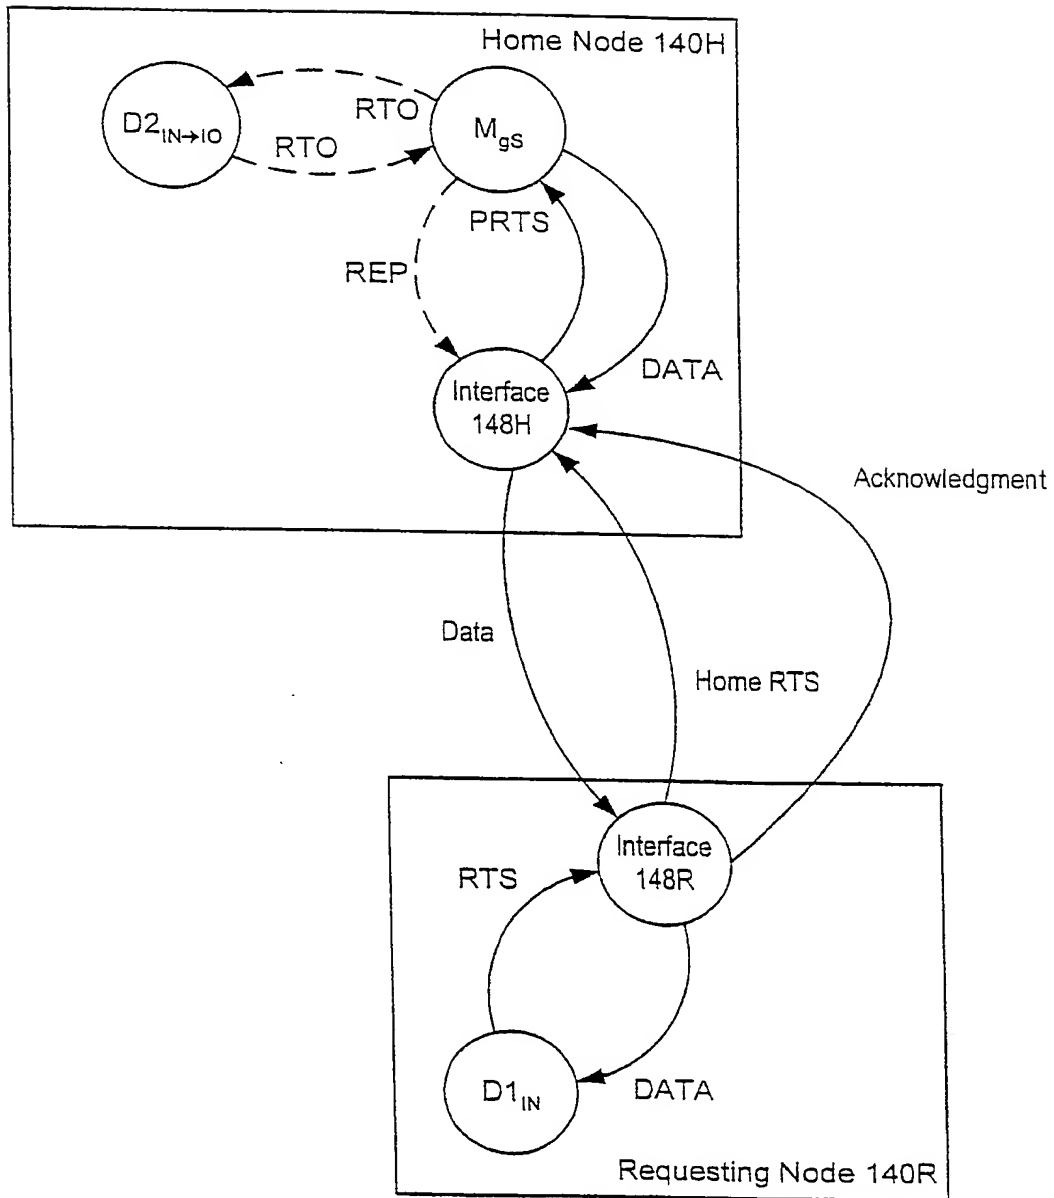 Home Node 140H
D2IN→IO
RTO
RTO
MgS
PRTS
REP
DATA
Interface
148H
Acknowledgment
Data
Home RTS
Interface
148R
RTS
D1IN
DATA
Requesting Node 140R